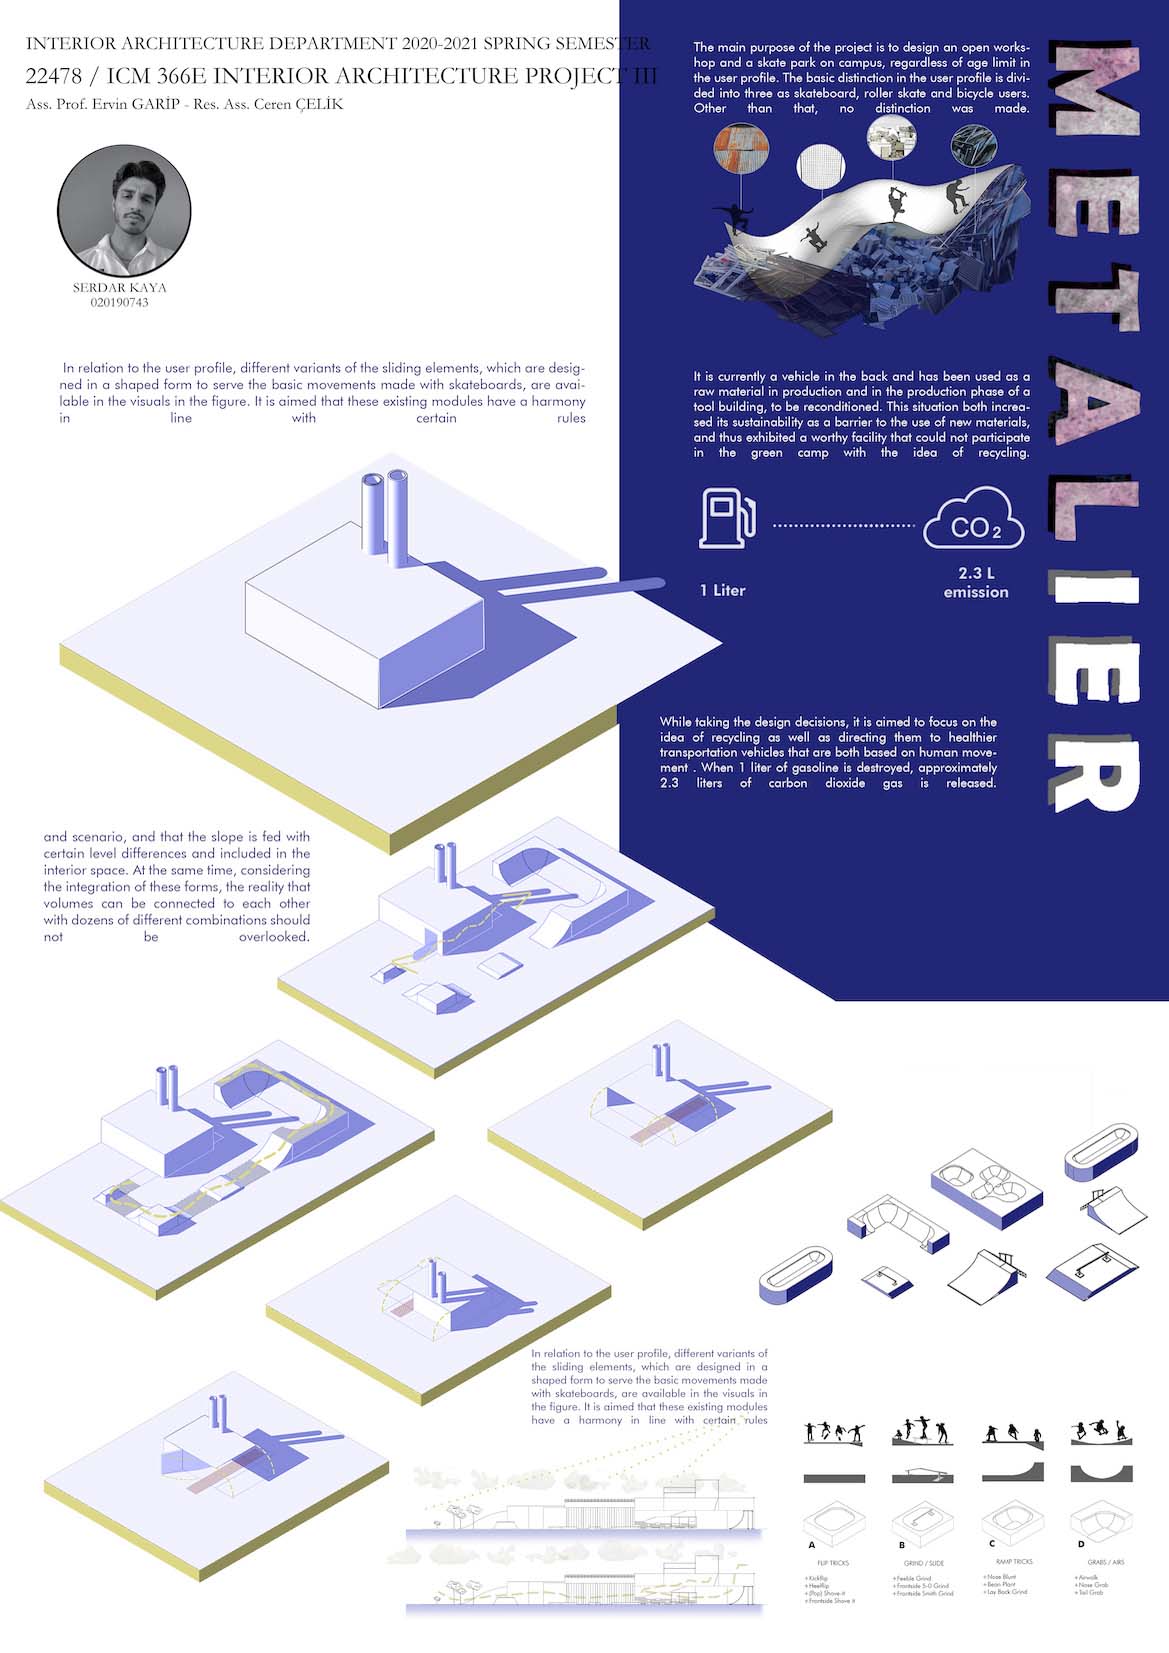 INTERIOR ARCHITECTURE DEPARTMENT 2020-2021 SPRING SEMESTER
22478 / ICM 366E INTERIOR ARCHITECTURE PROJECT III
Ass. Prof. Ervin GARİP - Res. Ass. Ceren ÇELİK
SERDAR KAYA
020190743
The main purpose of the project is to design an open works-
hop and a skate park on campus, regardless of age limit in
the user profile. The basic distinction in the user profile is divi-
ded into three as skateboard, roller skate and bicycle users.
Other than that, no distinction was made.
METALIER
In relation to the user profile, different variants of the sliding elements, which are desig-
ned in a shaped form to serve the basic movements made with skateboards, are avai-
lable in the visuals in the figure. It is aimed that these existing modules have a harmony
in line with certain rules
It is currently a vehicle in the back and has been used as a
raw material in production and in the production phase of a
tool building, to be reconditioned. This situation both increa-
sed its sustainability as a barrier to the use of new materials,
and thus exhibited a worthy facility that could not participate
in the green camp with the idea of recycling.
CO2
1 Liter
2.3 L
emission
While taking the design decisions, it is aimed to focus on the
idea of recycling as well as directing them to healthier
transportation vehicles that are both based on human move-
ment . When 1 liter of gasoline is destroyed, approximately
2.3 liters of carbon dioxide gas is released.
and scenario, and that the slope is fed with
certain level differences and included in the
interior space. At the same time, considering
the integration of these forms, the reality that
volumes can be connected to each other
with dozens of different combinations should
not be overlooked.
In relation to the user profile, different variants of
the sliding elements, which are designed in a
shaped form to serve the basic movements made
with skateboards, are available in the visuals in
the figure. It is aimed that these existing modules
have a harmony in line with certain rules
A
FLIP TRICKS
+Kickflip
+Heelflip
+(Pop) Shove-it
+Frontside Shove it
B
GRIND / SLIDE
+Feeble Grind
+Frontside 5-0 Grind
+Frontside Smith Grind
C
RAMP TRICKS
+Nose Blunt
+Bean Plant
+Lay Back Grind
D
GRABS / AIRS
+Airwalk
+Nose Grab
+Tail Grab